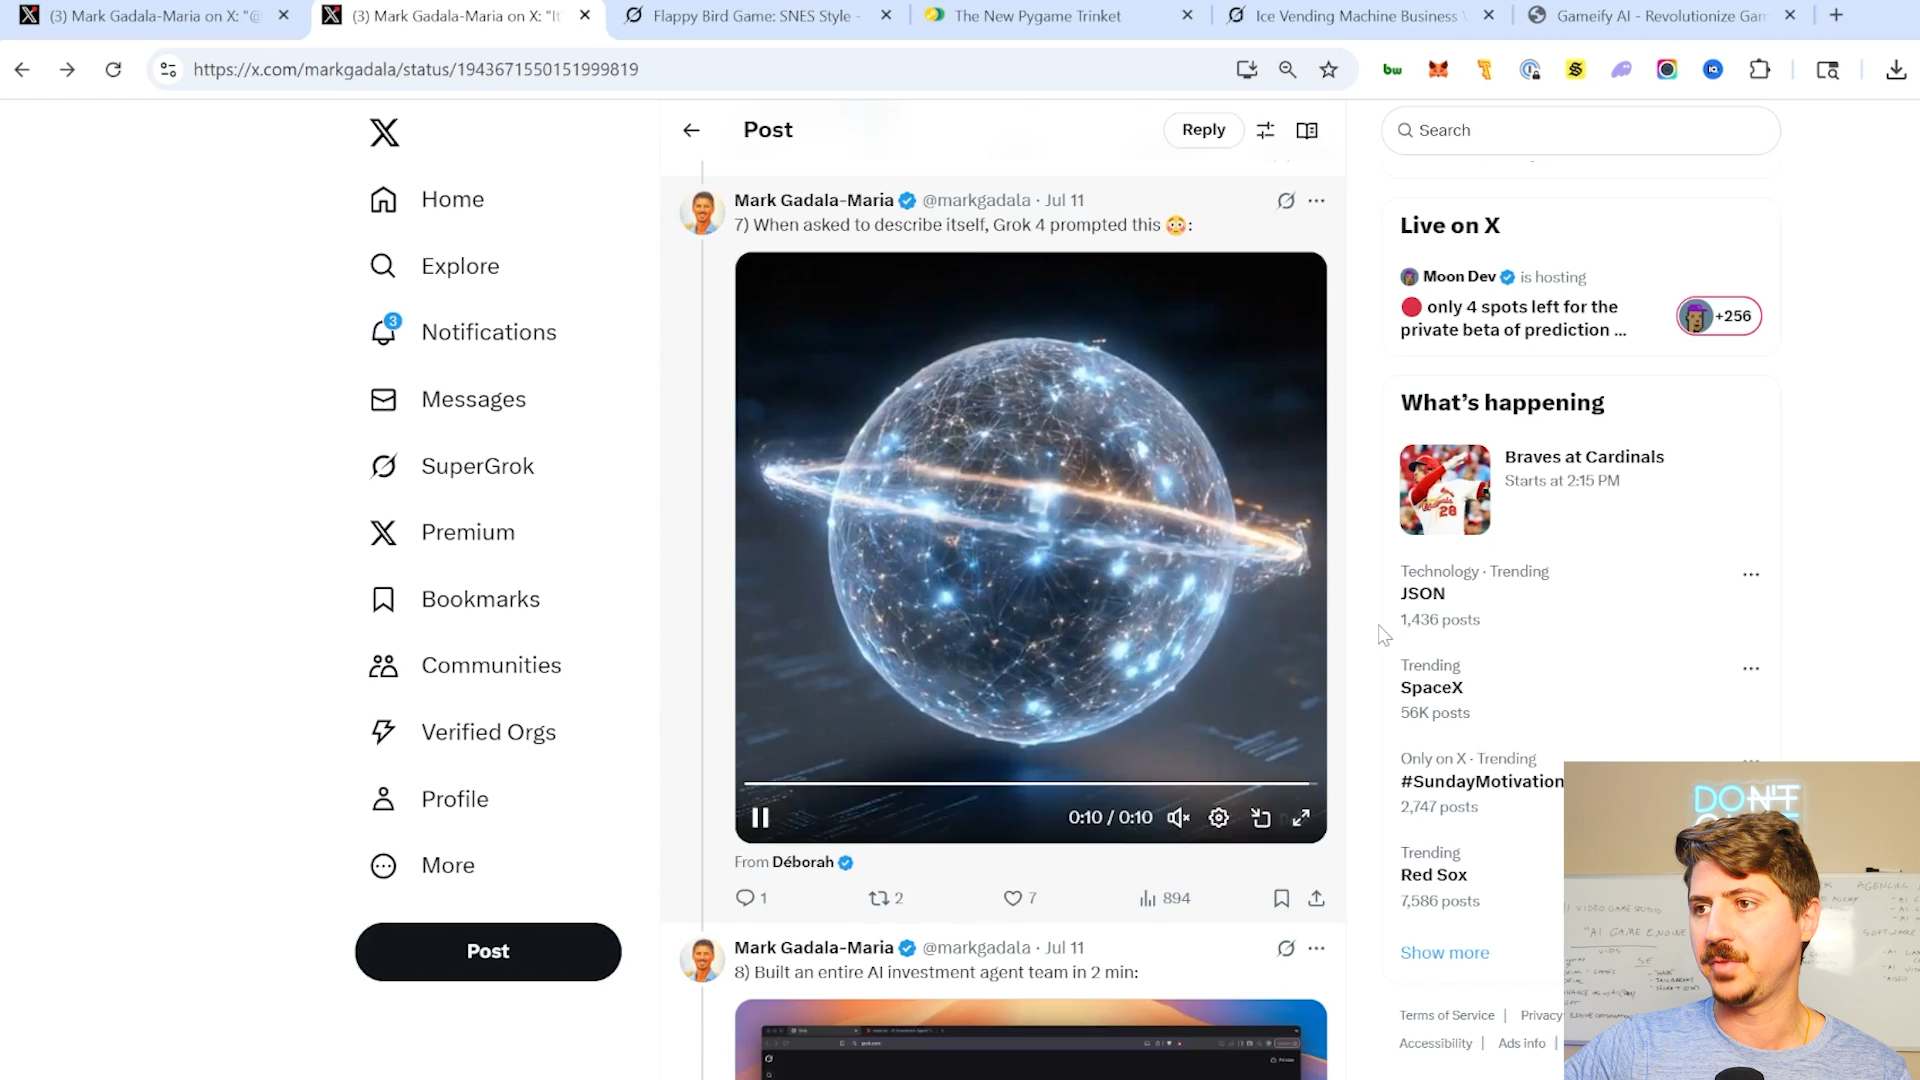 (3) Mark Gadala-Maria on X: "@
(3) Mark Gadala-Maria on X: "It
Flappy Bird Game: SNES Style -
The New Pygame Trinket
Ice Vending Machine Business
Gameify AI - Revolutionize Gam
https://x.com/markgadala/status/1943671550151999819
Post
Reply
Search
Home
Explore
3
Notifications
Messages
SuperGrok
Premium
Bookmarks
Communities
Verified Orgs
Profile
More
Post
Mark Gadala-Maria @markgadala · Jul 11
7) When asked to describe itself, Grok 4 prompted this 😳:
0:10 / 0:10
From Déborah
1
2
7
894
Mark Gadala-Maria @markgadala · Jul 11
8) Built an entire AI investment agent team in 2 min:
Live on X
Moon Dev is hosting
only 4 spots left for the
private beta of prediction ...
+256
What's happening
Braves at Cardinals
Starts at 2:15 PM
Technology · Trending
JSON
1,436 posts
Trending
SpaceX
56K posts
Only on X · Trending
#SundayMotivation
2,747 posts
Trending
Red Sox
7,586 posts
Show more
Terms of Service
Privacy
Accessibility
Ads info
DON'T
VIDEO GAME STUDIO
"AI GAME ENGINE
SOFTWARE